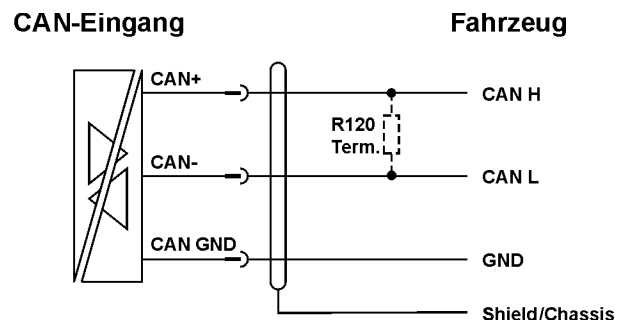 CAN-Eingang
Fahrzeug
CAN+
CAN H
R120
Term.
CAN-
CAN L
CAN GND
GND
Shield/Chassis